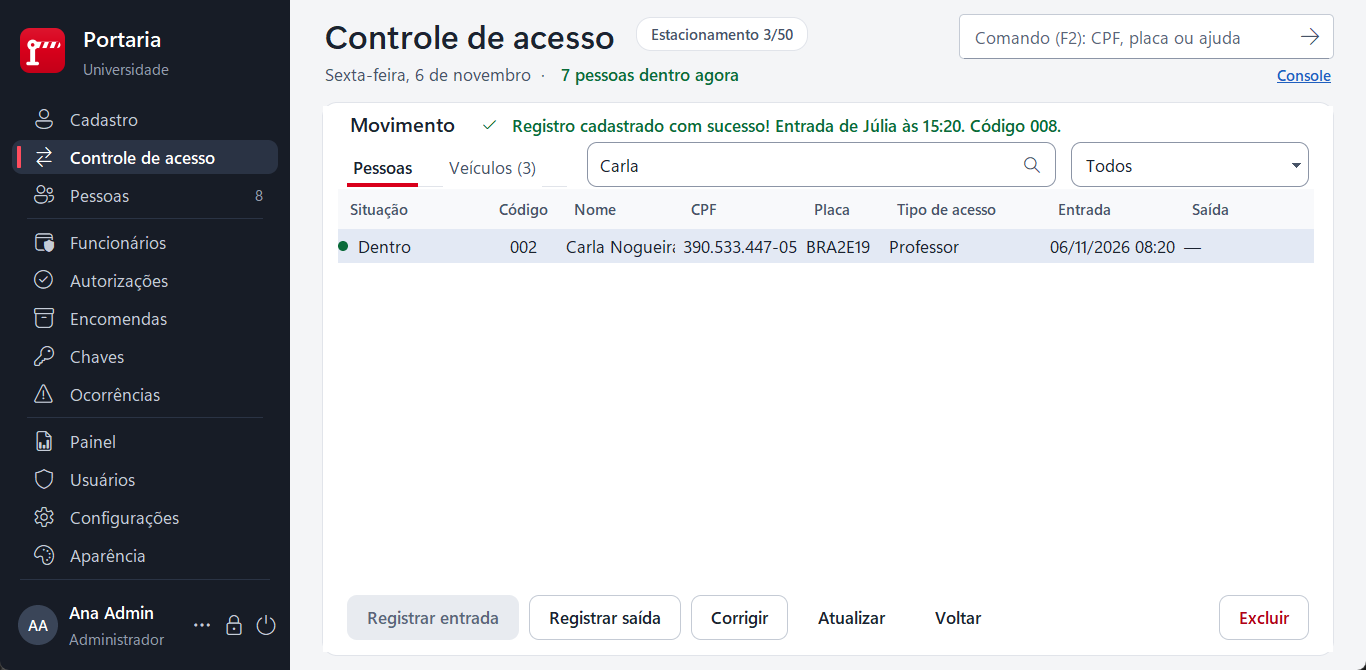 Portaria
Universidade
Cadastro
Controle de acesso
Pessoas 8
Funcionários
Autorizações
Encomendas
Chaves
Ocorrências
Painel
Usuários
Configurações
Aparência
AA
Ana Admin
Administrador
Controle de acesso
Estacionamento 3/50
Comando (F2): CPF, placa ou ajuda
Sexta-feira, 6 de novembro · 7 pessoas dentro agora
Console
Movimento
Registro cadastrado com sucesso! Entrada de Júlia às 15:20. Código 008.
Pessoas
Veículos (3)
Carla
Todos
Situação Código Nome CPF Placa Tipo de acesso Entrada Saída
Dentro 002 Carla Nogueira 390.533.447-05 BRA2E19 Professor 06/11/2026 08:20 —
Registrar entrada
Registrar saída
Corrigir
Atualizar
Voltar
Excluir